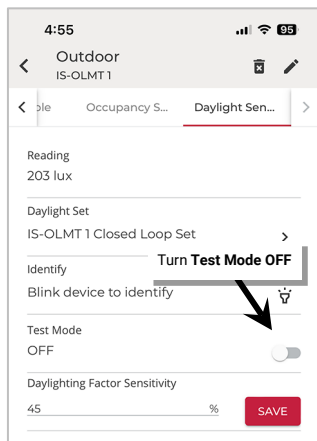 4:55
95
Outdoor
IS-OLMT 1
Occupancy S...
Daylight Sen...
Reading
203 lux
Daylight Set
IS-OLMT 1 Closed Loop Set
Turn Test Mode OFF
Identify
Blink device to identify
Test Mode
OFF
Daylighting Factor Sensitivity
45 %
SAVE